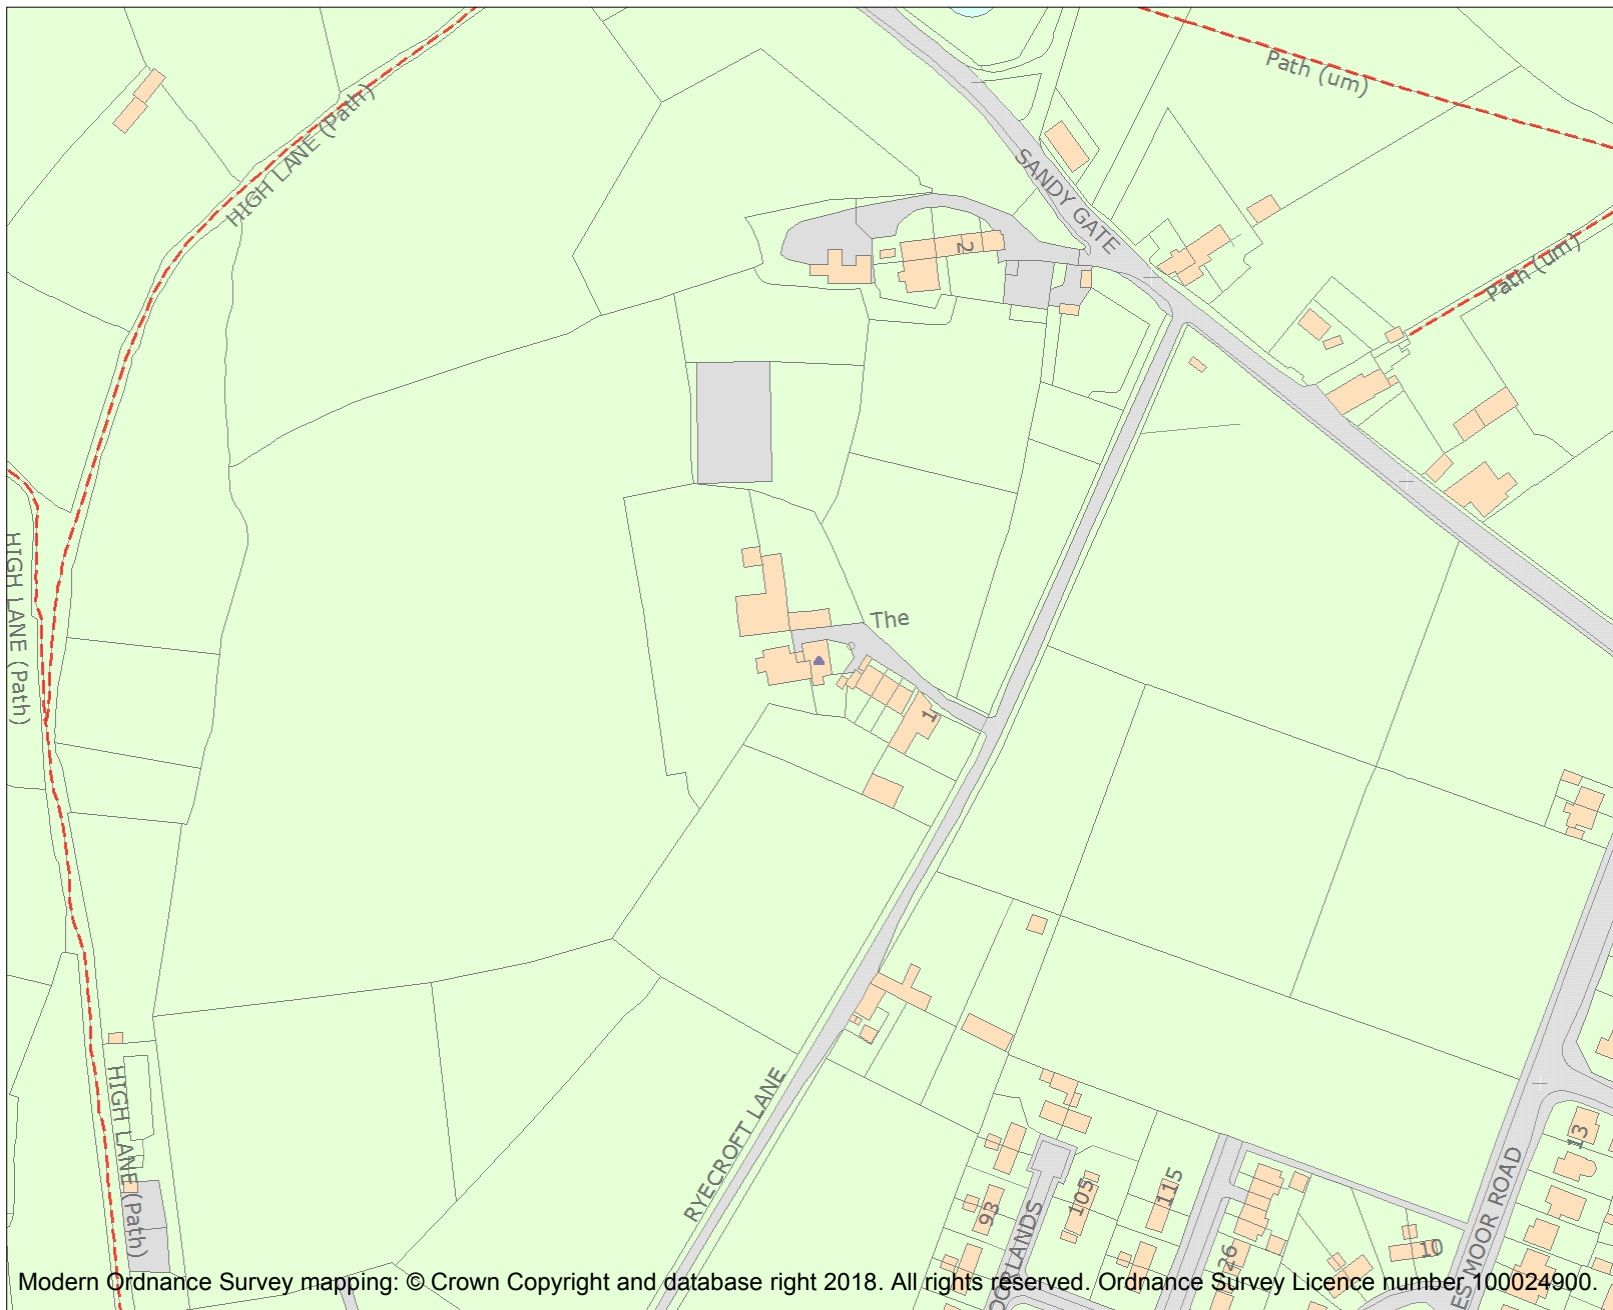 Path (um)
HIGH LANE (Path)
SANDY GATE
2
Path (um)
HIGH LANE (Path)
The
1
HIGH LANE (Path)
RYECROFT LANE
13
115
105
93
26
10
Modern Ordnance Survey mapping: © Crown Copyright and database right 2018. All rights reserved. Ordnance Survey Licence number 100024900.